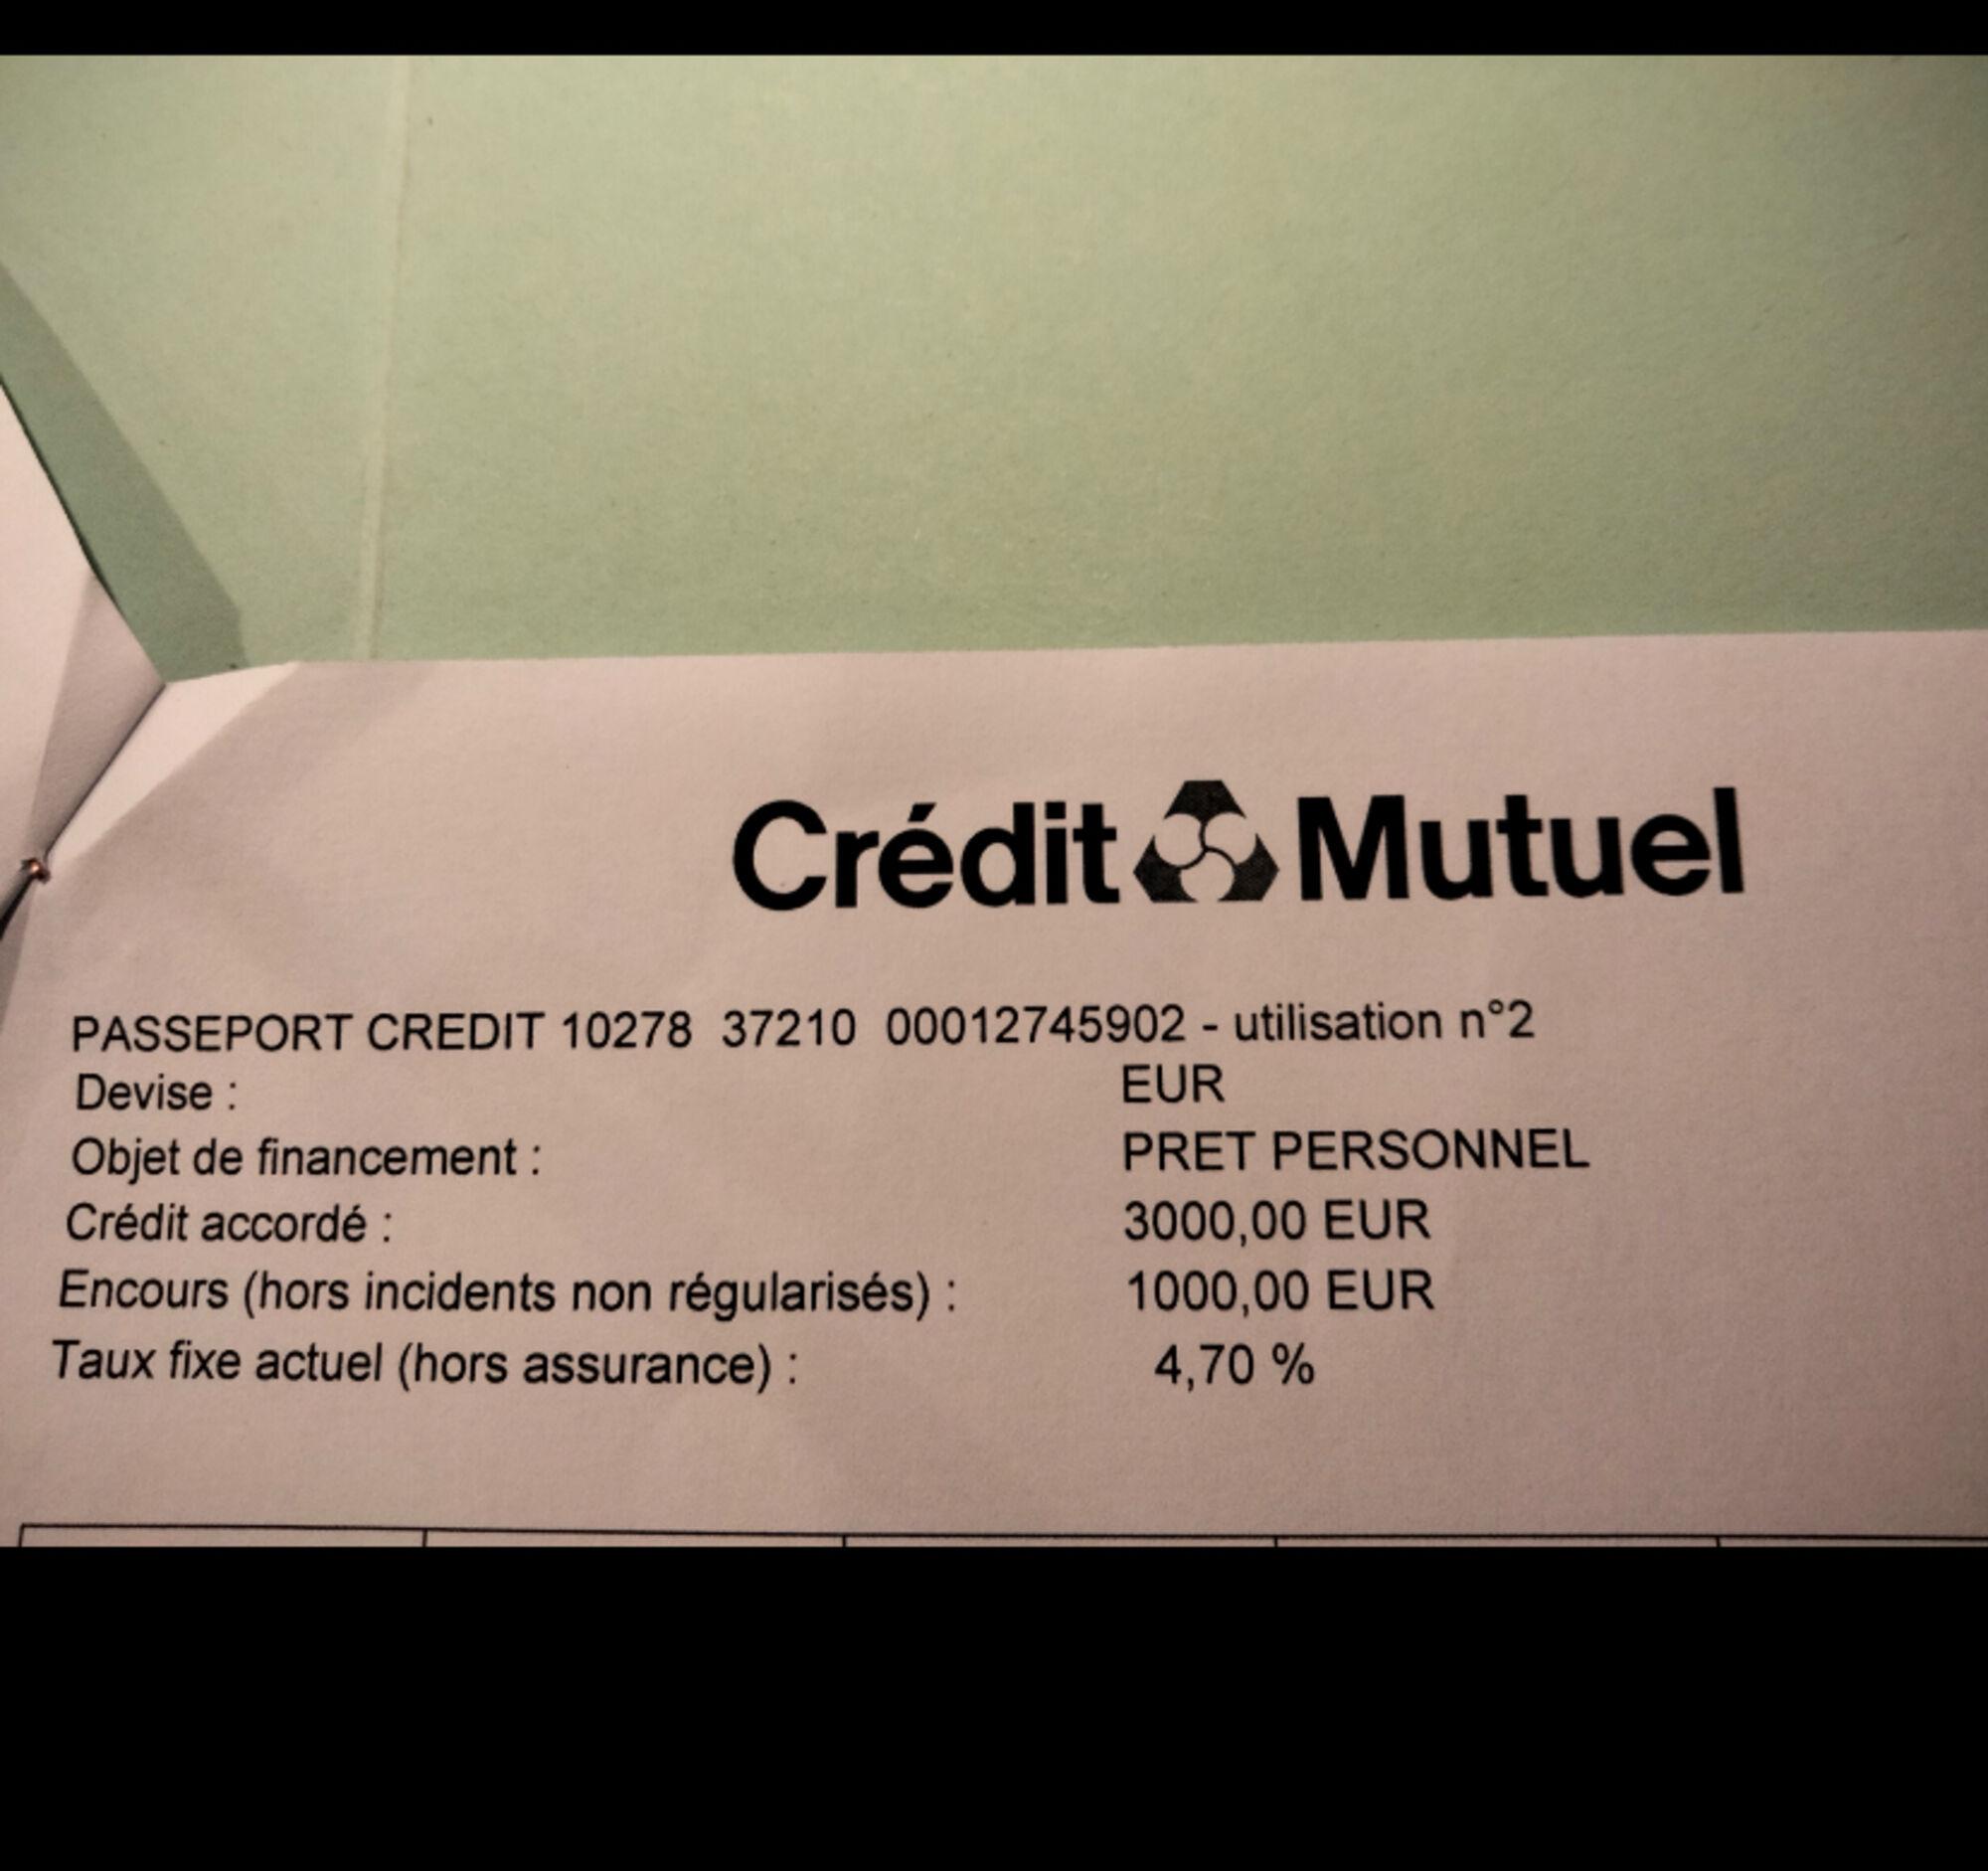 Crédit Mutuel
PASSEPORT CREDIT 10278 37210 00012745902 - utilisation n°2
Devise : EUR
Objet de financement : PRET PERSONNEL
Crédit accordé : 3000,00 EUR
Encours (hors incidents non régularisés) : 1000,00 EUR
Taux fixe actuel (hors assurance) : 4,70 %